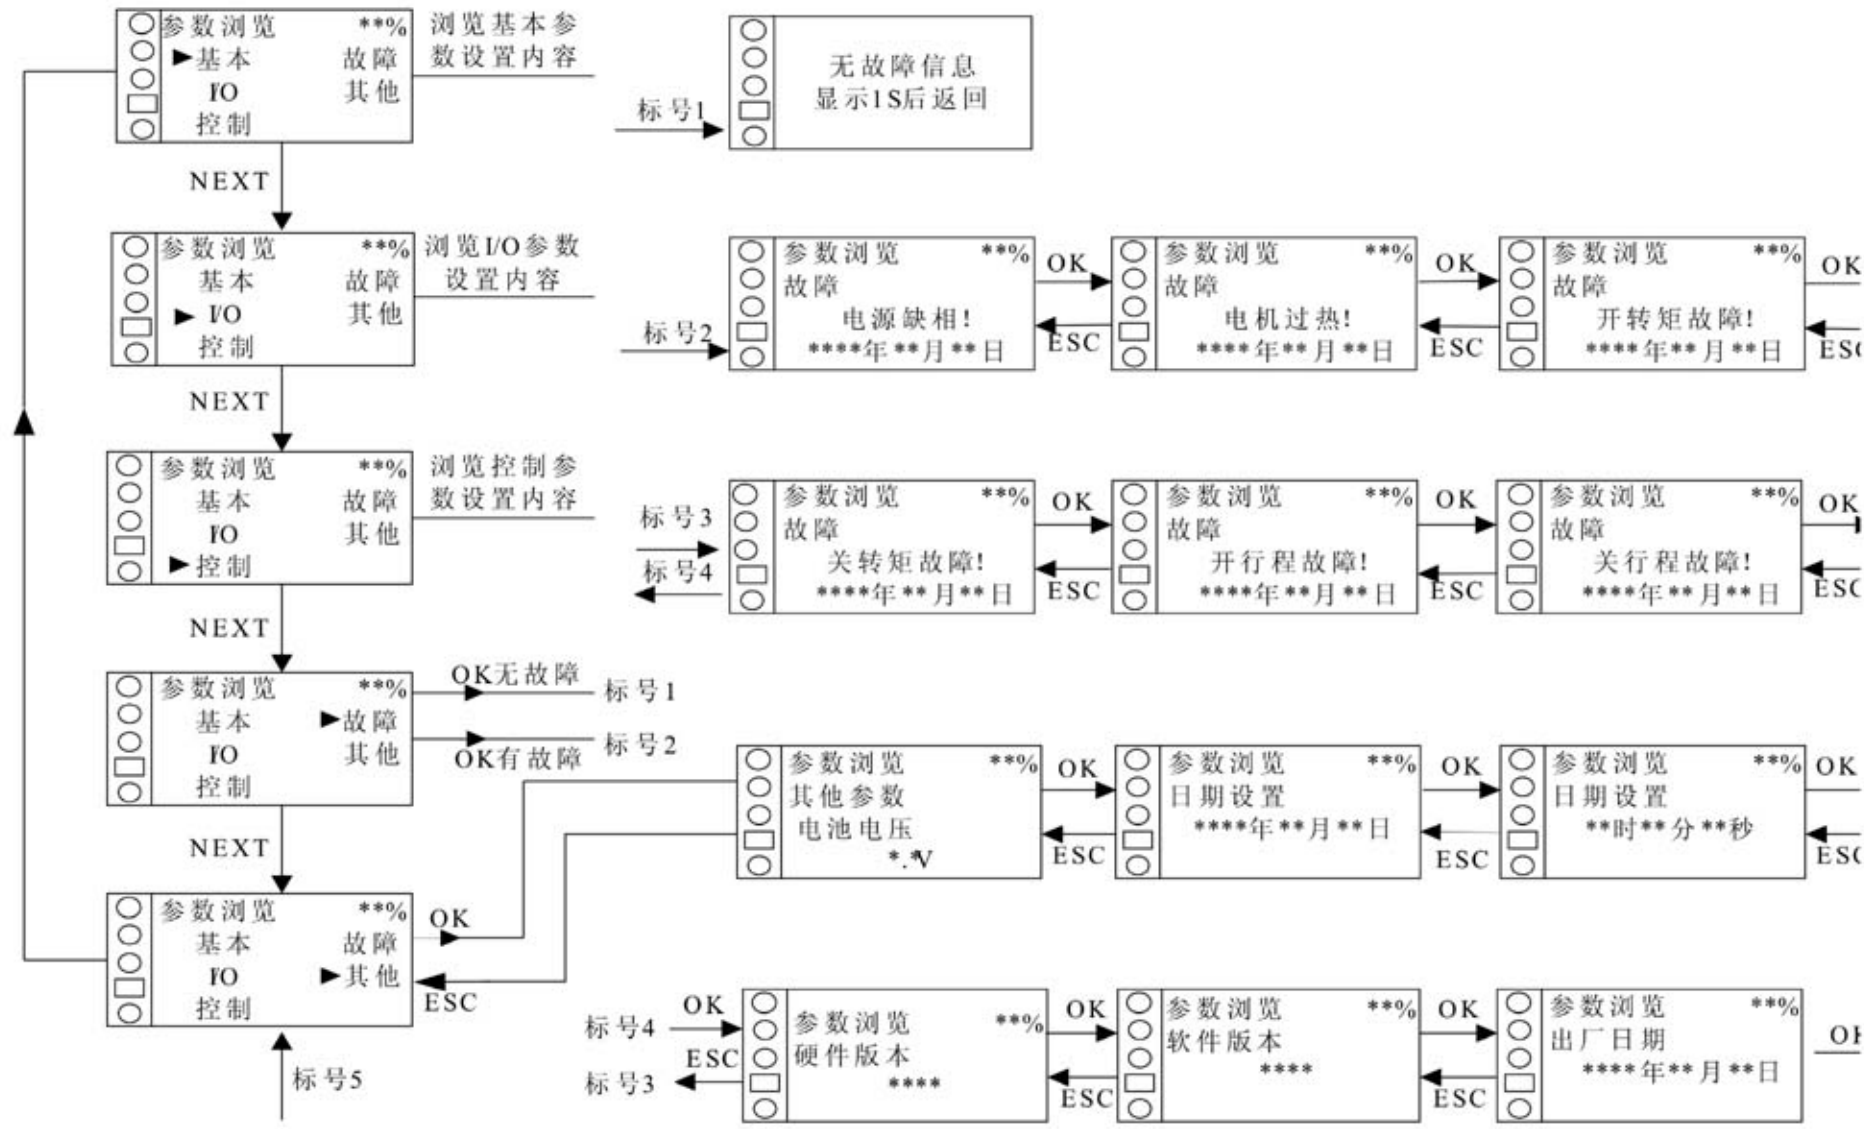 参数浏览 **%
基本 故障
I/O 其他
控制
浏览基本参
数设置内容
NEXT
参数浏览 **%
基本 故障
I/O 其他
控制
浏览I/O参数
设置内容
NEXT
参数浏览 **%
基本 故障
I/O 其他
控制
浏览控制参
数设置内容
NEXT
参数浏览 **%
基本 故障
I/O 其他
控制
OK无故障
标号1
OK有故障
标号2
NEXT
参数浏览 **%
基本 故障
I/O 其他
控制
OK
ESC
标号5
标号1
无故障信息
显示1S后返回
标号2
参数浏览 **%
故障
电源缺相!
****年**月**日
OK
ESC
参数浏览 **%
故障
电机过热!
****年**月**日
OK
ESC
参数浏览 **%
故障
开转矩故障!
****年**月**日
OK
ESC
标号3
标号4
参数浏览 **%
故障
关转矩故障!
****年**月**日
OK
ESC
参数浏览 **%
故障
开行程故障!
****年**月**日
OK
ESC
参数浏览 **%
故障
关行程故障!
****年**月**日
OK
ESC
参数浏览 **%
其他参数
电池电压
*.*V
OK
ESC
参数浏览 **%
日期设置
****年**月**日
OK
ESC
参数浏览 **%
日期设置
**时**分**秒
OK
ESC
标号4
OK
ESC
标号3
参数浏览 **%
硬件版本
****
OK
ESC
参数浏览 **%
软件版本
****
OK
ESC
参数浏览 **%
出厂日期
****年**月**日
OK